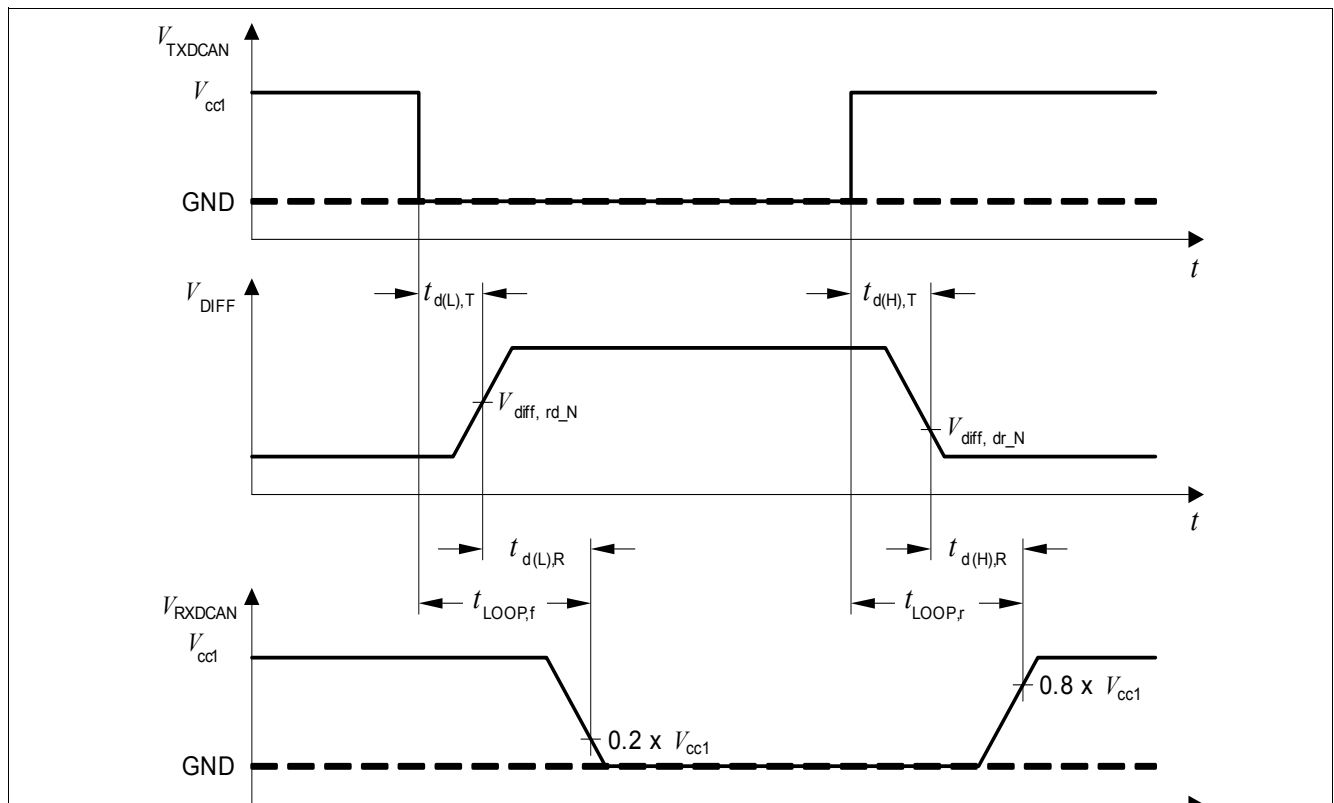 V_TXDCAN
V_cc1
GND
t
V_DIFF
t_d(L),T
t_d(H),T
V_diff, rd_N
V_diff, dr_N
t
t_d(L),R
t_d(H),R
V_RXDCAN
t_LOOP,f
t_LOOP,r
V_cc1
0.8 x V_cc1
0.2 x V_cc1
GND